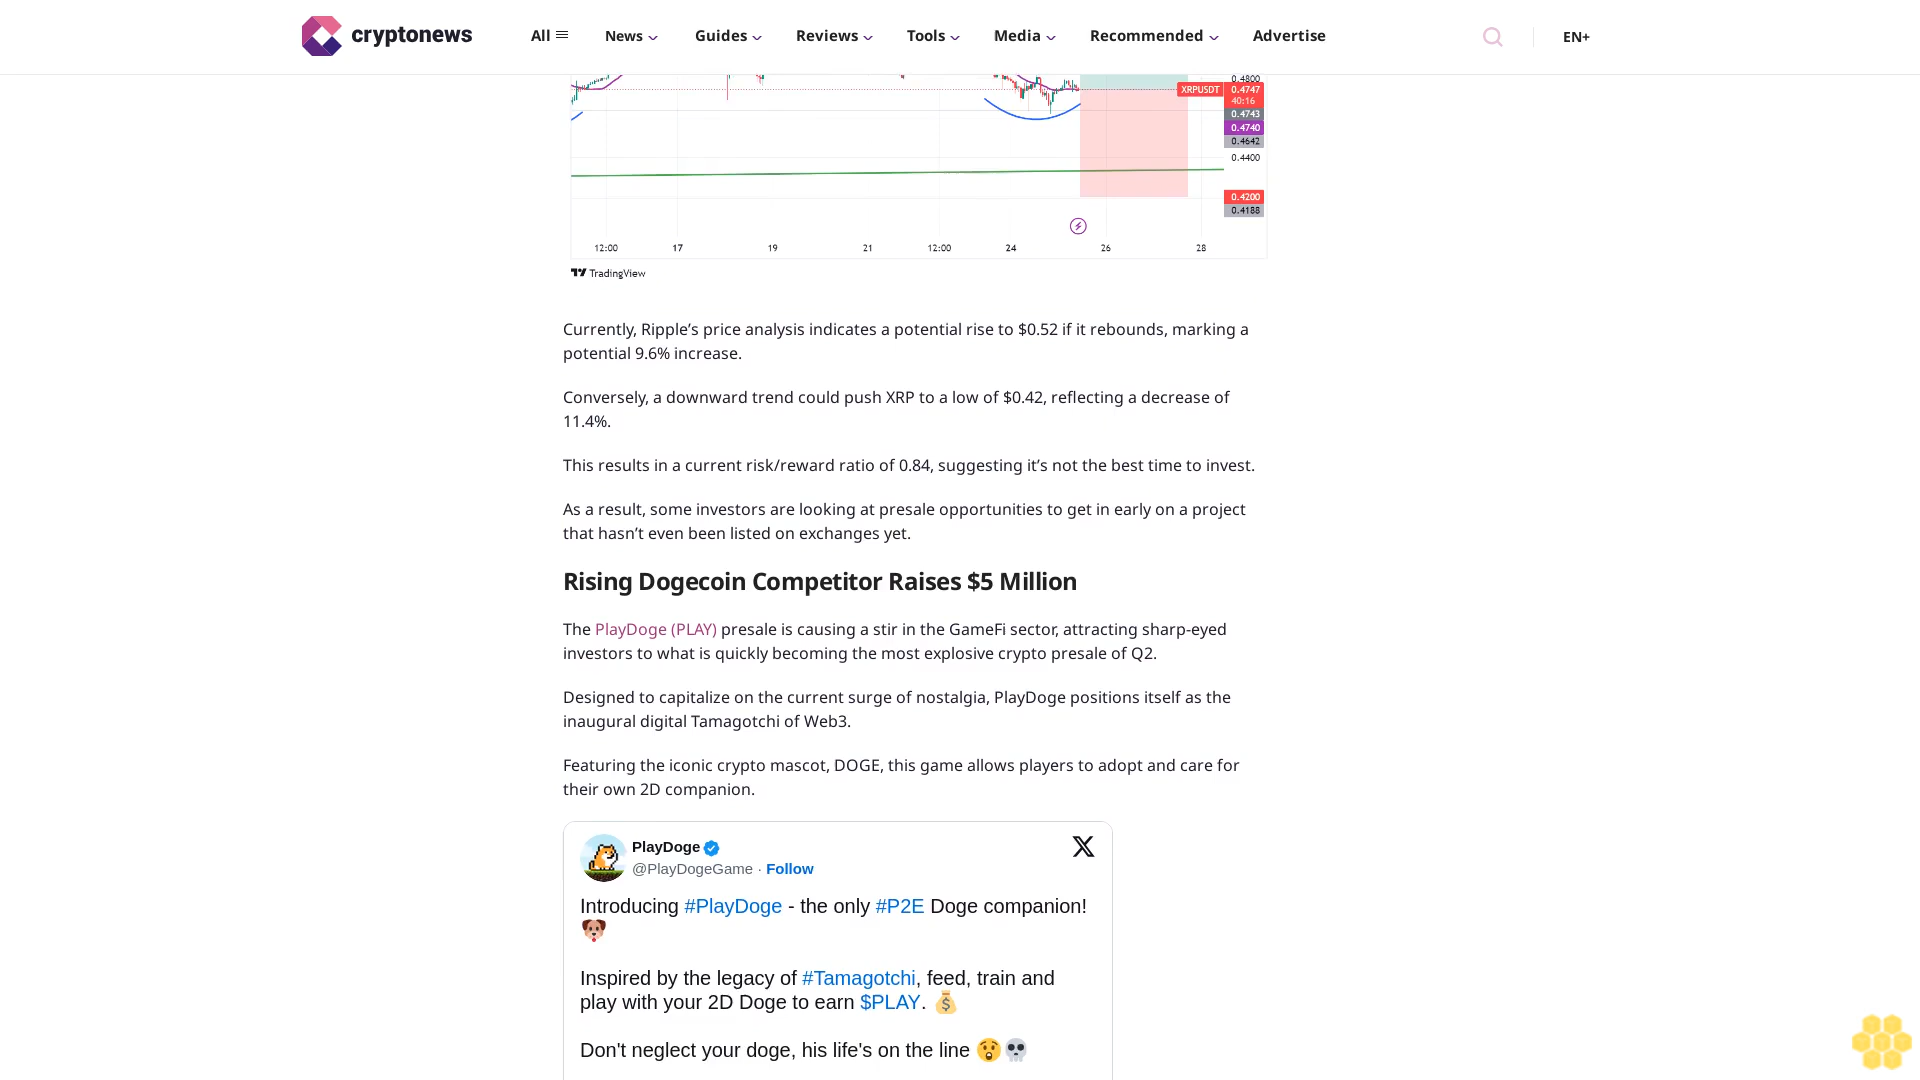 cryptonews
All
News
Guides
Reviews
Tools
Media
Recommended
Advertise
EN+
0.4800
XRPUSDT 0.4747
40:16
0.4743
0.4740
0.4642
0.4400
0.4200
0.4188
12:00 17 19 21 12:00 24 26 28
TradingView
Currently, Ripple’s price analysis indicates a potential rise to $0.52 if it rebounds, marking a
potential 9.6% increase.
Conversely, a downward trend could push XRP to a low of $0.42, reflecting a decrease of
11.4%.
This results in a current risk/reward ratio of 0.84, suggesting it’s not the best time to invest.
As a result, some investors are looking at presale opportunities to get in early on a project
that hasn’t even been listed on exchanges yet.
Rising Dogecoin Competitor Raises $5 Million
The PlayDoge (PLAY) presale is causing a stir in the GameFi sector, attracting sharp-eyed
investors to what is quickly becoming the most explosive crypto presale of Q2.
Designed to capitalize on the current surge of nostalgia, PlayDoge positions itself as the
inaugural digital Tamagotchi of Web3.
Featuring the iconic crypto mascot, DOGE, this game allows players to adopt and care for
their own 2D companion.
PlayDoge
@PlayDogeGame · Follow
Introducing #PlayDoge - the only #P2E Doge companion!
🐶
Inspired by the legacy of #Tamagotchi, feed, train and
play with your 2D Doge to earn $PLAY. 💰
Don't neglect your doge, his life's on the line 😲💀